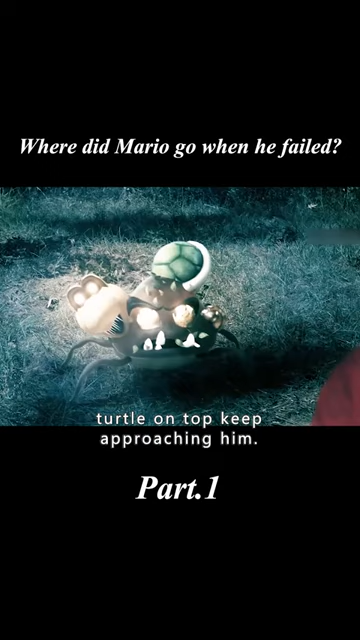 Where did Mario go when he failed?
turtle on top keep
approaching him.
Part.1